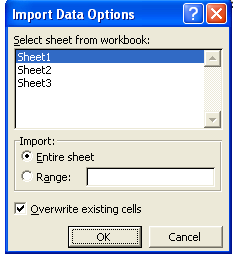 Import Data Options
Select sheet from workbook:
Sheet1
Sheet2
Sheet3
Import:
Entire sheet
Range:
Overwrite existing cells
OK Cancel